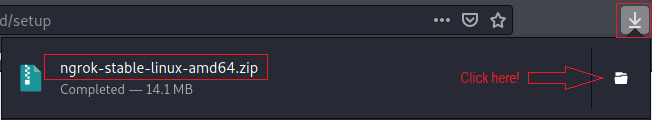 d/setup
ngrok-stable-linux-amd64.zip
Completed — 14.1 MB
Click here!